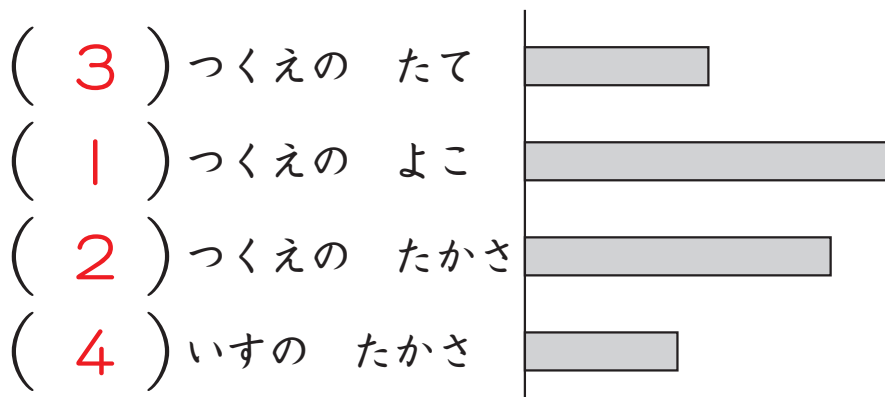 ( 3 ) つくえの　たて
( 1 ) つくえの　よこ
( 2 ) つくえの　たかさ
( 4 ) いすの　たかさ